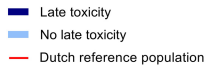 Late toxicity
No late toxicity
Dutch reference population